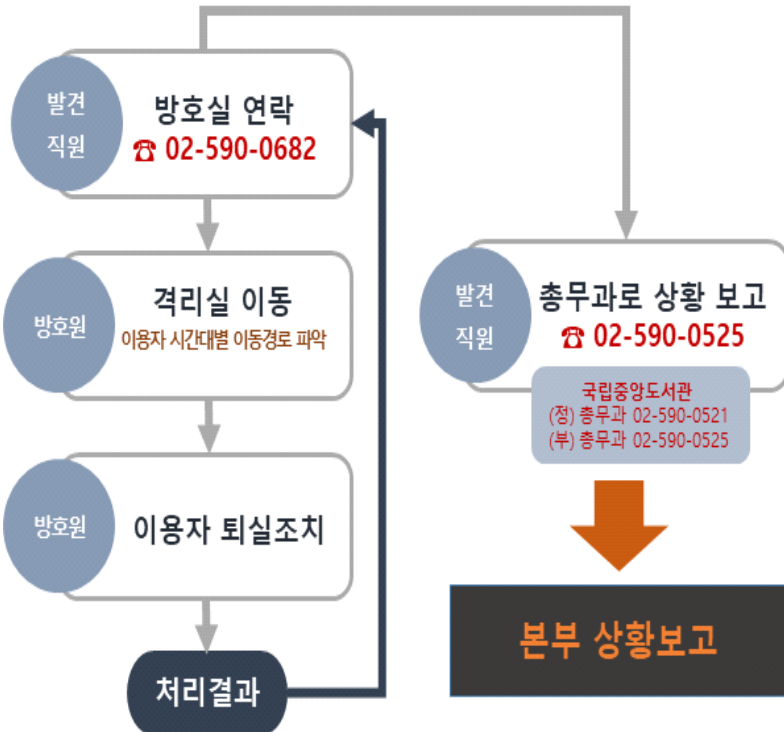 발견
직원
방호실 연락
☎ 02-590-0682
방호원
격리실 이동
이용자 시간대별 이동경로 파악
방호원
이용자 퇴실조치
처리결과
발견
직원
총무과로 상황 보고
☎ 02-590-0525
국립중앙도서관
(정) 총무과 02-590-0521
(부) 총무과 02-590-0525
본부 상황보고